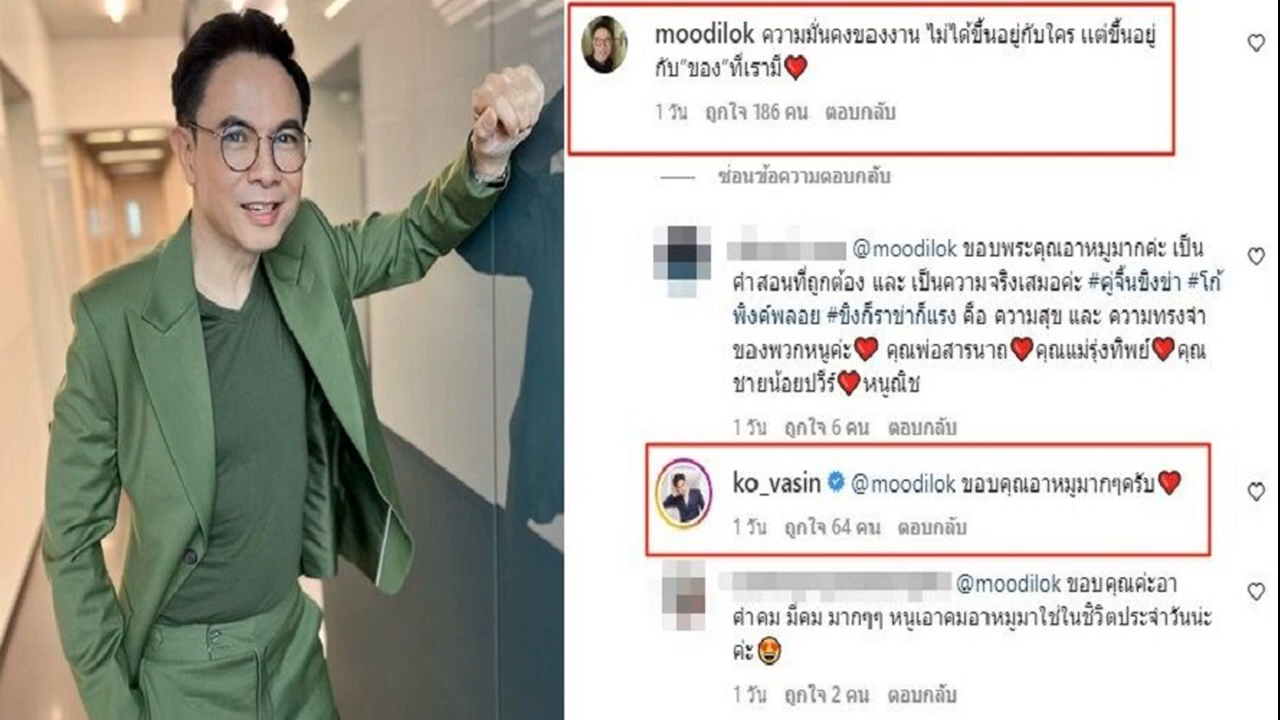 moodilok ความมั่นคงของงาน ไม่ได้ขึ้นอยู่กับใคร แต่ขึ้นอยู่
กับ"ของ"ที่เรามี❤️
1 วัน ถูกใจ 186 คน ตอบกลับ
ซ่อนข้อความตอบกลับ
@moodilok ขอบพระคุณอาหมูมากค่ะ เป็น
คำสอนที่ถูกต้อง และ เป็นความจริงเสมอค่ะ #คู่จิ้นขิงข่า #โก้
พิงค์พลอย #ขิงก็ราข่าก็แรง คือ ความสุข และ ความทรงจำ
ของพวกหนูค่ะ❤️ คุณพ่อสารนาถ❤️คุณแม่รุ่งทิพย์❤️คุณ
ชายน้อยปวีร์❤️หนูณิช
1 วัน ถูกใจ 6 คน ตอบกลับ
ko_vasin @moodilok ขอบคุณอาหมูมากๆครับ❤️
1 วัน ถูกใจ 64 คน ตอบกลับ
@moodilok ขอบคุณค่ะอา
คำคม มีคม มากๆๆ หนูเอาคมอาหมูมาใช่ในชีวิตประจำวันน่ะ
ค่ะ🤩
1 วัน ถูกใจ 2 คน ตอบกลับ